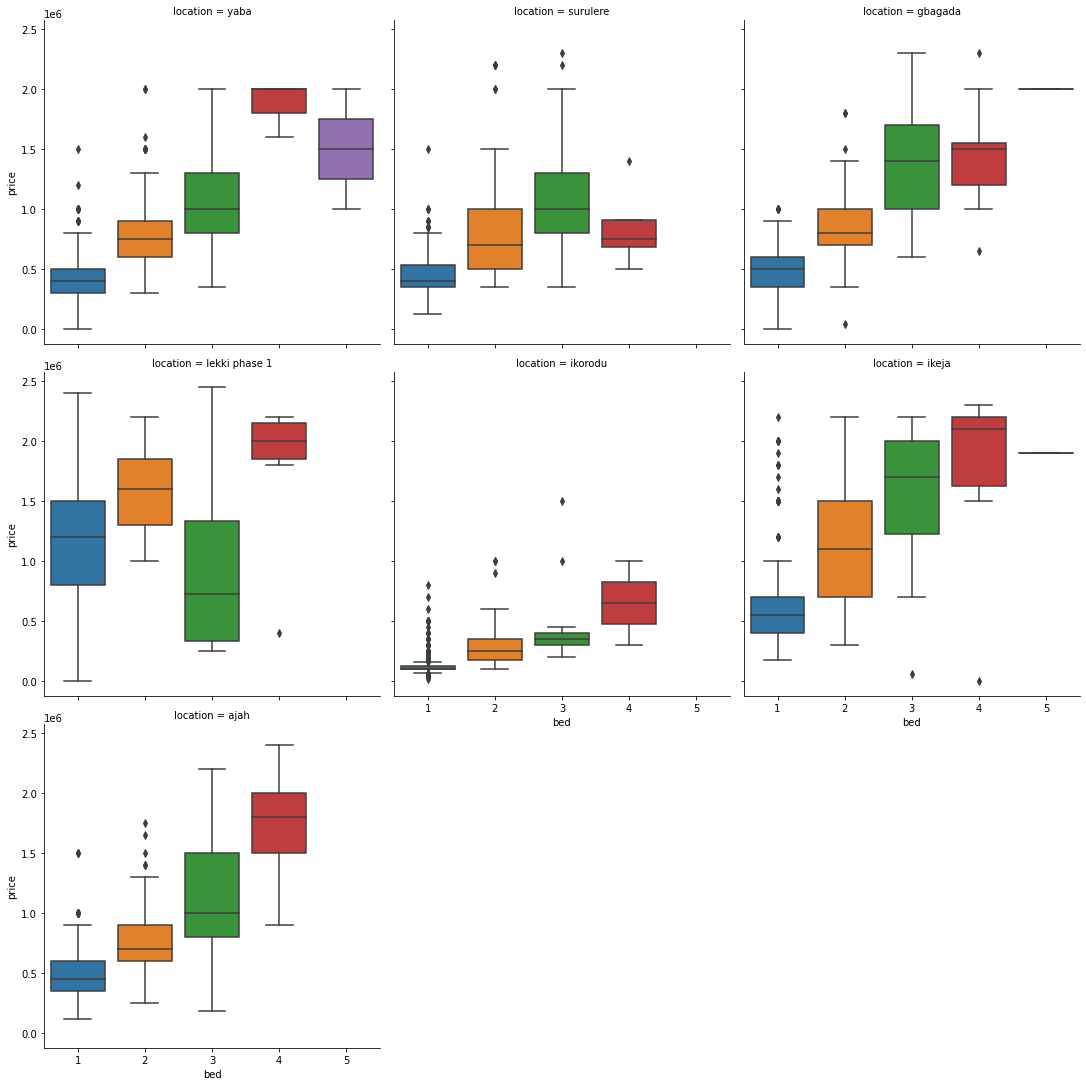 1e6
location = yaba
location = surulere
location = gbagada
2.5
2.0
1.5
1.0
0.5
0.0
price
1e6
location = lekki phase 1
location = ikorodu
location = ikeja
2.5
2.0
1.5
1.0
0.5
0.0
price
1 2 3 4 5
bed
1 2 3 4 5
bed
1e6
location = ajah
2.5
2.0
1.5
1.0
0.5
0.0
price
1 2 3 4 5
bed